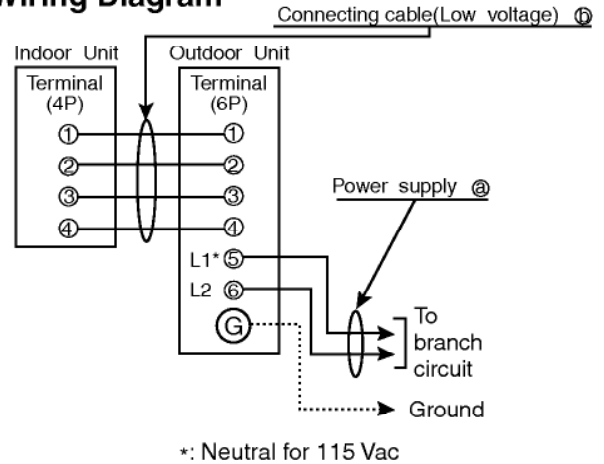 Wiring Diagram
Connecting cable(Low voltage) ⓑ
Indoor Unit
Outdoor Unit
Terminal
(4P)
Terminal
(6P)
① ①
② ②
③ ③
④ ④
L1* ⑤
L2 ⑥
G
Power supply ⓐ
To
branch
circuit
Ground
*: Neutral for 115 Vac